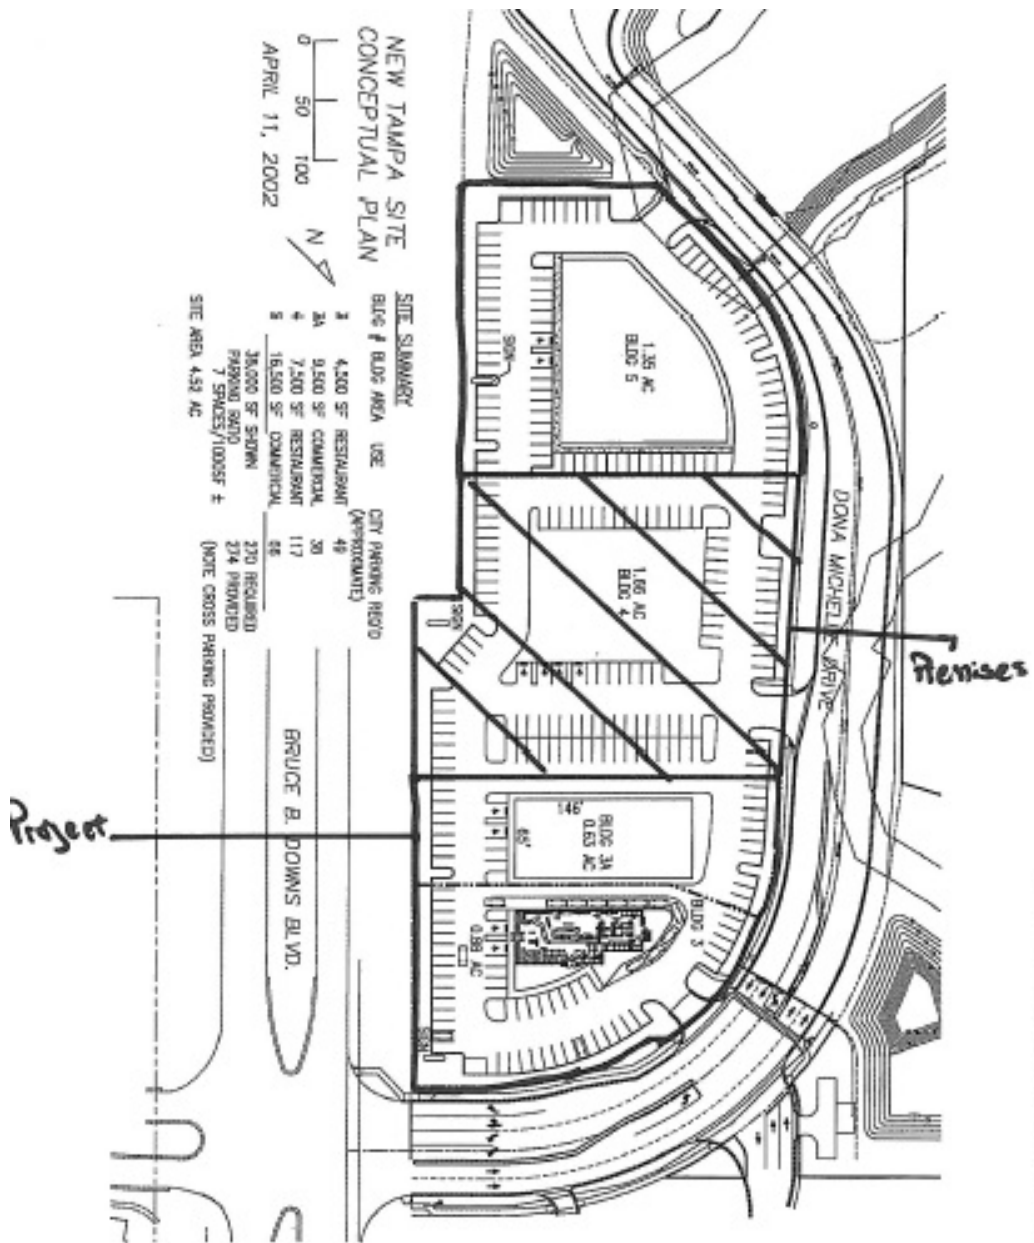 NEW TAMPA SITE
CONCEPTUAL PLAN
0 50 100
APRIL 11, 2002
N
SITE SUMMARY
BLDG # BLDG AREA USE CITY PARKING REQ'D
(APPROXIMATE)
3 4,500 SF RESTAURANT 49
3A 9,500 SF COMMERCIAL 38
4 7,500 SF RESTAURANT 117
5 16,500 SF COMMERCIAL 66
38,000 SF SHOWN 270 REQUIRED
PARKING RATIO 274 PROVIDED
7 SPACES/1000SF ± (NOTE CROSS PARKING PROVIDED)
SITE AREA 4.52 AC
1.35 AC
BLDG 5
SIGN
1.66 AC
BLDG 4
SIGN
DONA MICHELLE DRIVE
Premises
Project
BRUCE B. DOWNS BLVD.
146'
65'
BLDG 3A
0.63 AC
BLDG 3
0.88 AC
SIGN